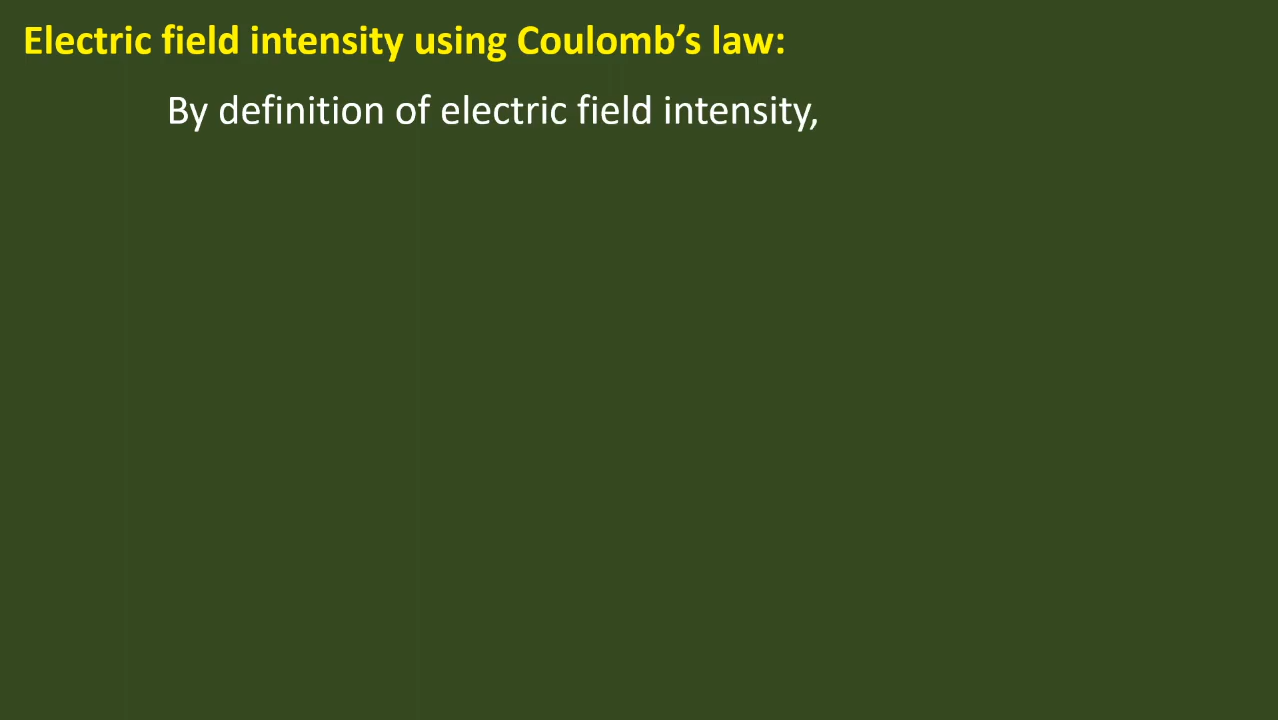 Electric field intensity using Coulomb’s law:
By definition of electric field intensity,